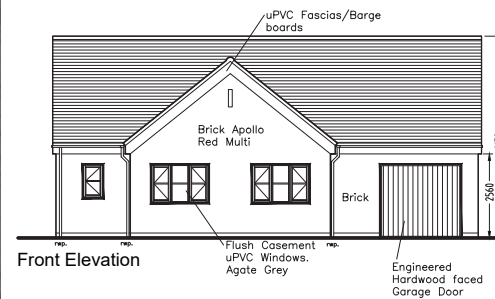 uPVC Fascias/Barge
boards
Brick Apollo
Red Multi
Brick
2560
rwp.
rwp.
rwp.
Flush Casement
uPVC Windows.
Agate Grey
Engineered
Hardwood faced
Garage Door
Front Elevation